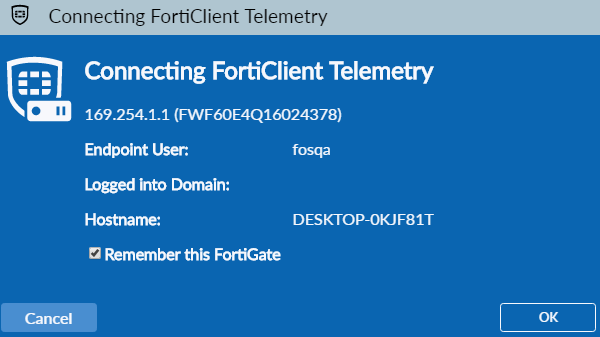 Connecting FortiClient Telemetry
Connecting FortiClient Telemetry
169.254.1.1 (FWF60E4Q16024378)
Endpoint User: fosqa
Logged into Domain:
Hostname: DESKTOP-0KJF81T
Remember this FortiGate
Cancel OK